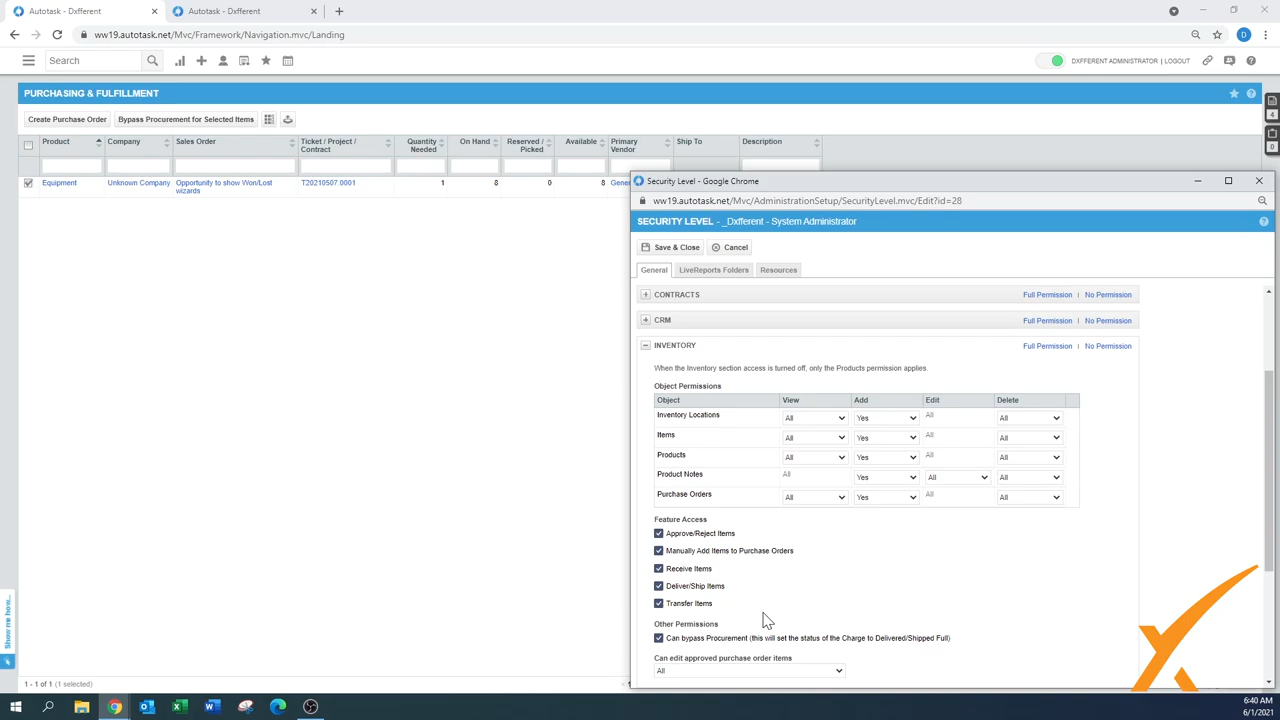 Autotask - Dxfferent
Autotask - Dxfferent
ww19.autotask.net/Mvc/Framework/Navigation.mvc/Landing
D
Search
DXFFERENT ADMINISTRATOR | LOGOUT
PURCHASING & FULFILLMENT
Create Purchase Order
Bypass Procurement for Selected Items
Product
Company
Sales Order
Ticket / Project / Contract
Quantity Needed
On Hand
Reserved / Picked
Available
Primary Vendor
Ship To
Description
Equipment
Unknown Company
Opportunity to show Won/Lost wizards
T20210507.0001
1
8
0
8
Gener
4
0
Security Level - Google Chrome
ww19.autotask.net/Mvc/AdministrationSetup/SecurityLevel.mvc/Edit?id=28
SECURITY LEVEL - _Dxfferent - System Administrator
Save & Close
Cancel
General
LiveReports Folders
Resources
CONTRACTS
Full Permission | No Permission
CRM
Full Permission | No Permission
INVENTORY
Full Permission | No Permission
When the Inventory section access is turned off, only the Products permission applies.
Object Permissions
Object View Add Edit Delete
Inventory Locations All Yes All All
Items All Yes All All
Products All Yes All All
Product Notes All Yes All All
Purchase Orders All Yes All All
Feature Access
Approve/Reject Items
Manually Add Items to Purchase Orders
Receive Items
Deliver/Ship Items
Transfer Items
Other Permissions
Can bypass Procurement (this will set the status of the Charge to Delivered/Shipped Full)
Can edit approved purchase order items
All
Show me how...
1 - 1 of 1 (1 selected)
6:40 AM
6/1/2021